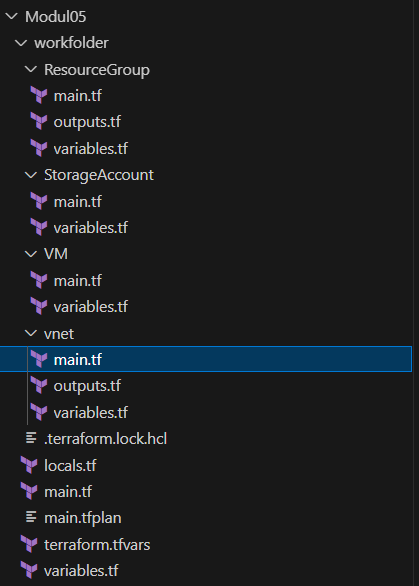 Modul05
workfolder
ResourceGroup
main.tf
outputs.tf
variables.tf
StorageAccount
main.tf
variables.tf
VM
main.tf
variables.tf
vnet
main.tf
outputs.tf
variables.tf
.terraform.lock.hcl
locals.tf
main.tf
main.tfplan
terraform.tfvars
variables.tf